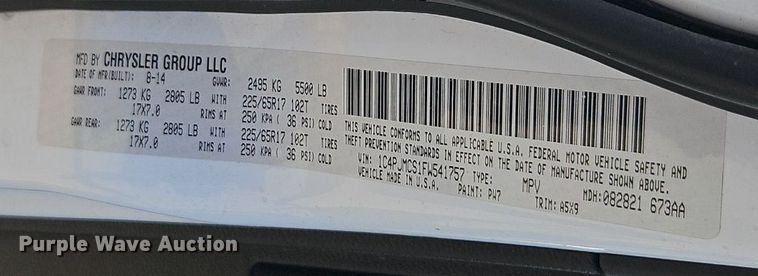 MFD BY CHRYSLER GROUP LLC
DATE OF MFR(BUILT): 8-14 GVWR: 2495 KG 5500 LB
GAWR FRONT: 1273 KG 2805 LB WITH 225/65R17 102T TIRES
17X7.0 RIMS AT 250 KPA ( 36 PSI) COLD
GAWR REAR: 1273 KG 2805 LB WITH 225/65R17 102T TIRES
17X7.0 RIMS AT 250 KPA ( 36 PSI) COLD
THIS VEHICLE CONFORMS TO ALL APPLICABLE U.S.A. FEDERAL MOTOR VEHICLE SAFETY AND
THEFT PREVENTION STANDARDS IN EFFECT ON THE DATE OF MANUFACTURE SHOWN ABOVE.
VIN: 1C4PJMCS1FW541757 TYPE: MPV MDH: 082821 673AA
VEHICLE MADE IN U.S.A. PAINT: PW7 TRIM: A5X9
Purple Wave Auction